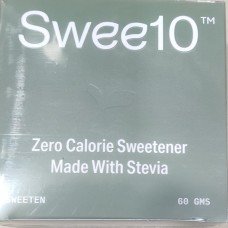 Swee10™
Zero Calorie Sweetener
Made With Stevia
WEETEN 60 GMS